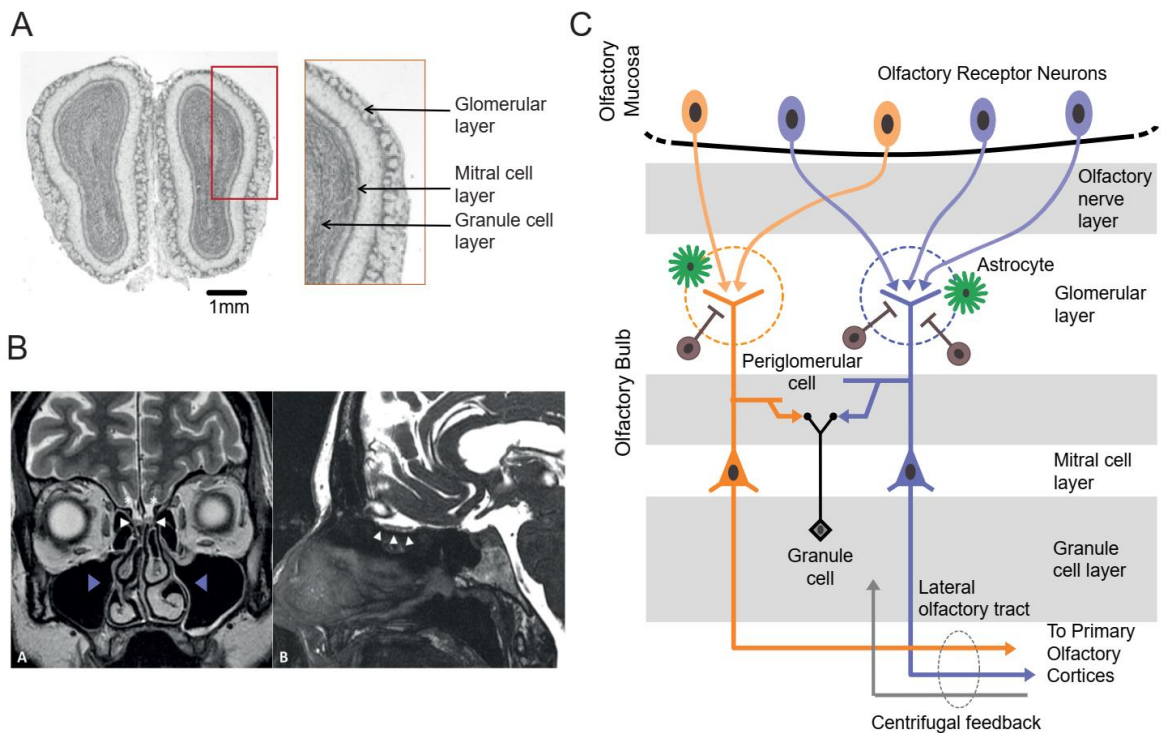 A
Glomerular
layer
Mitral cell
layer
Granule cell
layer
1mm
B
A
B
C
Olfactory
Mucosa
Olfactory Receptor Neurons
Olfactory
nerve
layer
Astrocyte
Glomerular
layer
Periglomerular
cell
Olfactory Bulb
Mitral cell
layer
Granule
cell
Granule
cell layer
Lateral
olfactory tract
To Primary
Olfactory
Cortices
Centrifugal feedback